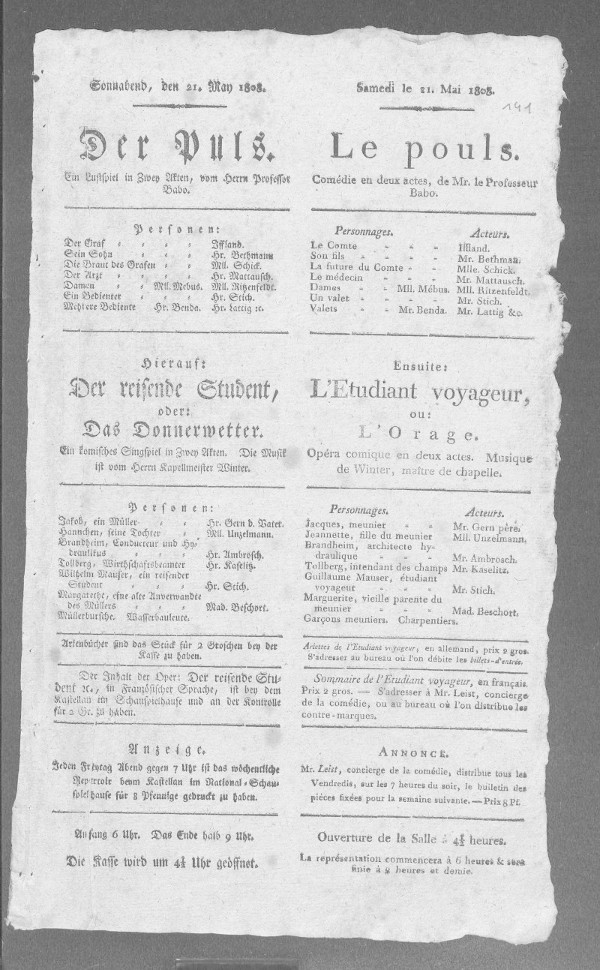 Sonnabend, den 21. May 1808.
Der Puls.
Ein Lustspiel in Zwey Akten, vom Herrn Professor
Babo.
Personen:
Der Graf Iffland.
Sein Sohn Hr. Bethmann
Die Braut des Grafen Mll. Schick.
Der Arzt Hr. Mattausch.
Damen Mll. Mebus. Mll. Ritzenfeldt.
Ein Bedienter Hr. Stich.
Mehrere Bediente Hr. Benda. Hr. Lattig ꝛc.
Hierauf:
Der reisende Student,
oder:
Das Donnerwetter.
Ein komisches Singspiel in Zwey Akten. Die Musik
ist vom Herrn Kapellmeister Winter.
Personen:
Jakob, ein Müller Hr. Gern d. Vater.
Hannchen, seine Tochter Mll. Unzelmann.
Brandheim, Conducteur und Hy-
draulikus Hr. Ambrosch.
Tollberg, Wirthschaftsbeamter Hr. Kaselitz.
Wilhelm Mauser, ein reisender
Student Hr. Stich.
Margarethe, eine alte Anverwandte
des Müllers Mad. Beschort.
Müllerbursche. Wasserbauleute.
Arienbücher sind das Stück für 2 Groschen bey der
Kasse zu haben.
Der Inhalt der Oper: Der reisende Stu-
dent ꝛc., in Französischer Sprache, ist bey dem
Kastellan im Schauspielhause und an der Kontrolle
für 2 Gr. zu haben.
Anzeige.
Jeden Freytag Abend gegen 7 Uhr ist das wöchentliche
Repertoir beym Kastellan im National-Schau-
spielhause für 8 Pfennige gedruckt zu haben.
Anfang 6 Uhr. Das Ende halb 9 Uhr.
Die Kasse wird um 4½ Uhr geöffnet.
Samedi le 21. Mai 1808.
141
Le pouls.
Comédie en deux actes, de Mr. le Professeur
Babo.
Personnages. Acteurs.
Le Comte - - - Iffland.
Son fils - - - - Mr. Bethman.
La future du Comte - - Mlle. Schick.
Le médecin - - - Mr. Mattausch.
Dames - - Mll. Mébus. Mll. Ritzenfeldt.
Un valet - - - - Mr. Stich.
Valets - - Mr. Benda. Mr. Lattig &c.
Ensuite:
L'Etudiant voyageur,
ou:
L'Orage.
Opéra comique en deux actes. Musique
de Winter, maître de chapelle.
Personnages. Acteurs.
Jacques, meunier - - Mr. Gern père.
Jeannette, fille du meunier Mll. Unzelmann.
Brandheim, architecte hy-
draulique - - - Mr. Ambrosch.
Tollberg, intendant des champs Mr. Kaselitz.
Guillaume Mauser, étudiant
voyageur - - - Mr. Stich.
Marguerite, vieille parente du
meunier - - - Mad. Beschort.
Garçons meuniers. Charpentiers.
Ariettes de l'Etudiant voyageur, en allemand, prix 2 gros.
S'adresser au bureau où l'on débite les billets-d'entrée.
Sommaire de l'Etudiant voyageur, en français.
Prix 2 gros. — S'adresser à Mr. Leist, concierge
de la comédie, ou au bureau où l'on distribue les
contre-marques.
ANNONCE.
Mr. Leist, concierge de la comédie, distribue tous les
Vendredis, sur les 7 heures du soir, le bulletin des
pièces fixées pour la semaine suivante. — Prix 8 Pf.
Ouverture de la Salle à 4½ heures.
La représentation commencera à 6 heures & sera
finie à 8 heures et demie.